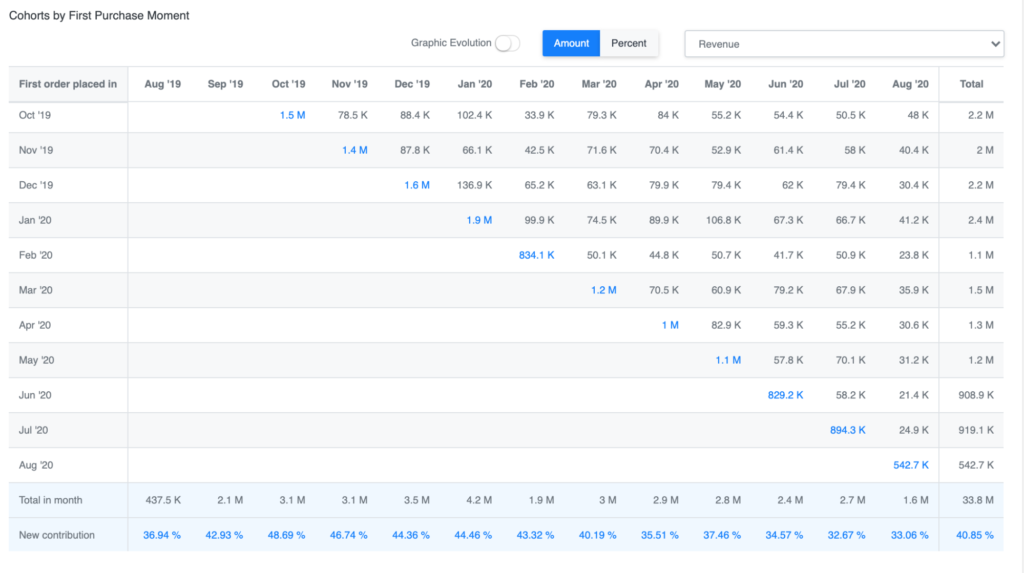 Cohorts by First Purchase Moment
Graphic Evolution Amount Percent Revenue
First order placed in Aug '19 Sep '19 Oct '19 Nov '19 Dec '19 Jan '20 Feb '20 Mar '20 Apr '20 May '20 Jun '20 Jul '20 Aug '20 Total
Oct '19 1.5 M 78.5 K 88.4 K 102.4 K 33.9 K 79.3 K 84 K 55.2 K 54.4 K 50.5 K 48 K 2.2 M
Nov '19 1.4 M 87.8 K 66.1 K 42.5 K 71.6 K 70.4 K 52.9 K 61.4 K 58 K 40.4 K 2 M
Dec '19 1.6 M 136.9 K 65.2 K 63.1 K 79.9 K 79.4 K 62 K 79.4 K 30.4 K 2.2 M
Jan '20 1.9 M 99.9 K 74.5 K 89.9 K 106.8 K 67.3 K 66.7 K 41.2 K 2.4 M
Feb '20 834.1 K 50.1 K 44.8 K 50.7 K 41.7 K 50.9 K 23.8 K 1.1 M
Mar '20 1.2 M 70.5 K 60.9 K 79.2 K 67.9 K 35.9 K 1.5 M
Apr '20 1 M 82.9 K 59.3 K 55.2 K 30.6 K 1.3 M
May '20 1.1 M 57.8 K 70.1 K 31.2 K 1.2 M
Jun '20 829.2 K 58.2 K 21.4 K 908.9 K
Jul '20 894.3 K 24.9 K 919.1 K
Aug '20 542.7 K 542.7 K
Total in month 437.5 K 2.1 M 3.1 M 3.1 M 3.5 M 4.2 M 1.9 M 3 M 2.9 M 2.8 M 2.4 M 2.7 M 1.6 M 33.8 M
New contribution 36.94 % 42.93 % 48.69 % 46.74 % 44.36 % 44.46 % 43.32 % 40.19 % 35.51 % 37.46 % 34.57 % 32.67 % 33.06 % 40.85 %